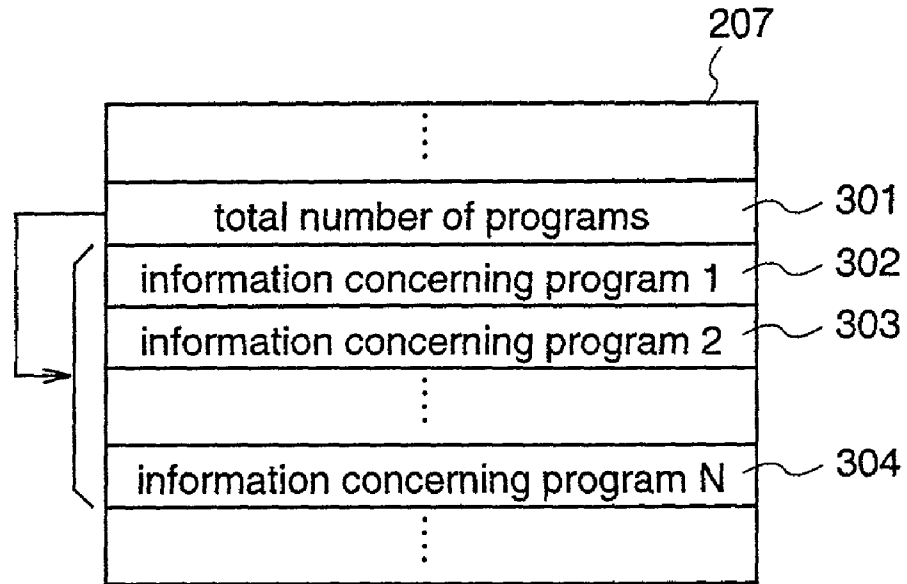 207
⋮
total number of programs 301
information concerning program 1 302
information concerning program 2 303
⋮
information concerning program N 304
⋮